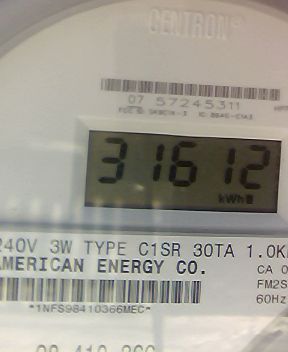 CENTRON®
07 57245311
31612
kWh
240V 3W TYPE C1SR 30TA 1.0K
AMERICAN ENERGY CO.
CA 0
FM2S
60Hz
*1NFS98410366MEC*